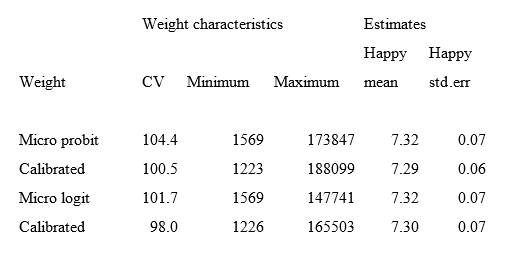 Weight characteristics Estimates
Happy Happy
Weight CV Minimum Maximum mean std.err
Micro probit 104.4 1569 173847 7.32 0.07
Calibrated 100.5 1223 188099 7.29 0.06
Micro logit 101.7 1569 147741 7.32 0.07
Calibrated 98.0 1226 165503 7.30 0.07